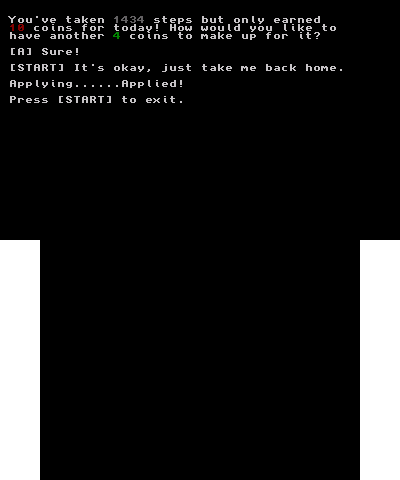 You've taken 1434 steps but only earned
10 coins for today! How would you like to
have another 4 coins to make up for it?
[A] Sure!
[START] It's okay, just take me back home.
Applying......Applied!
Press [START] to exit.